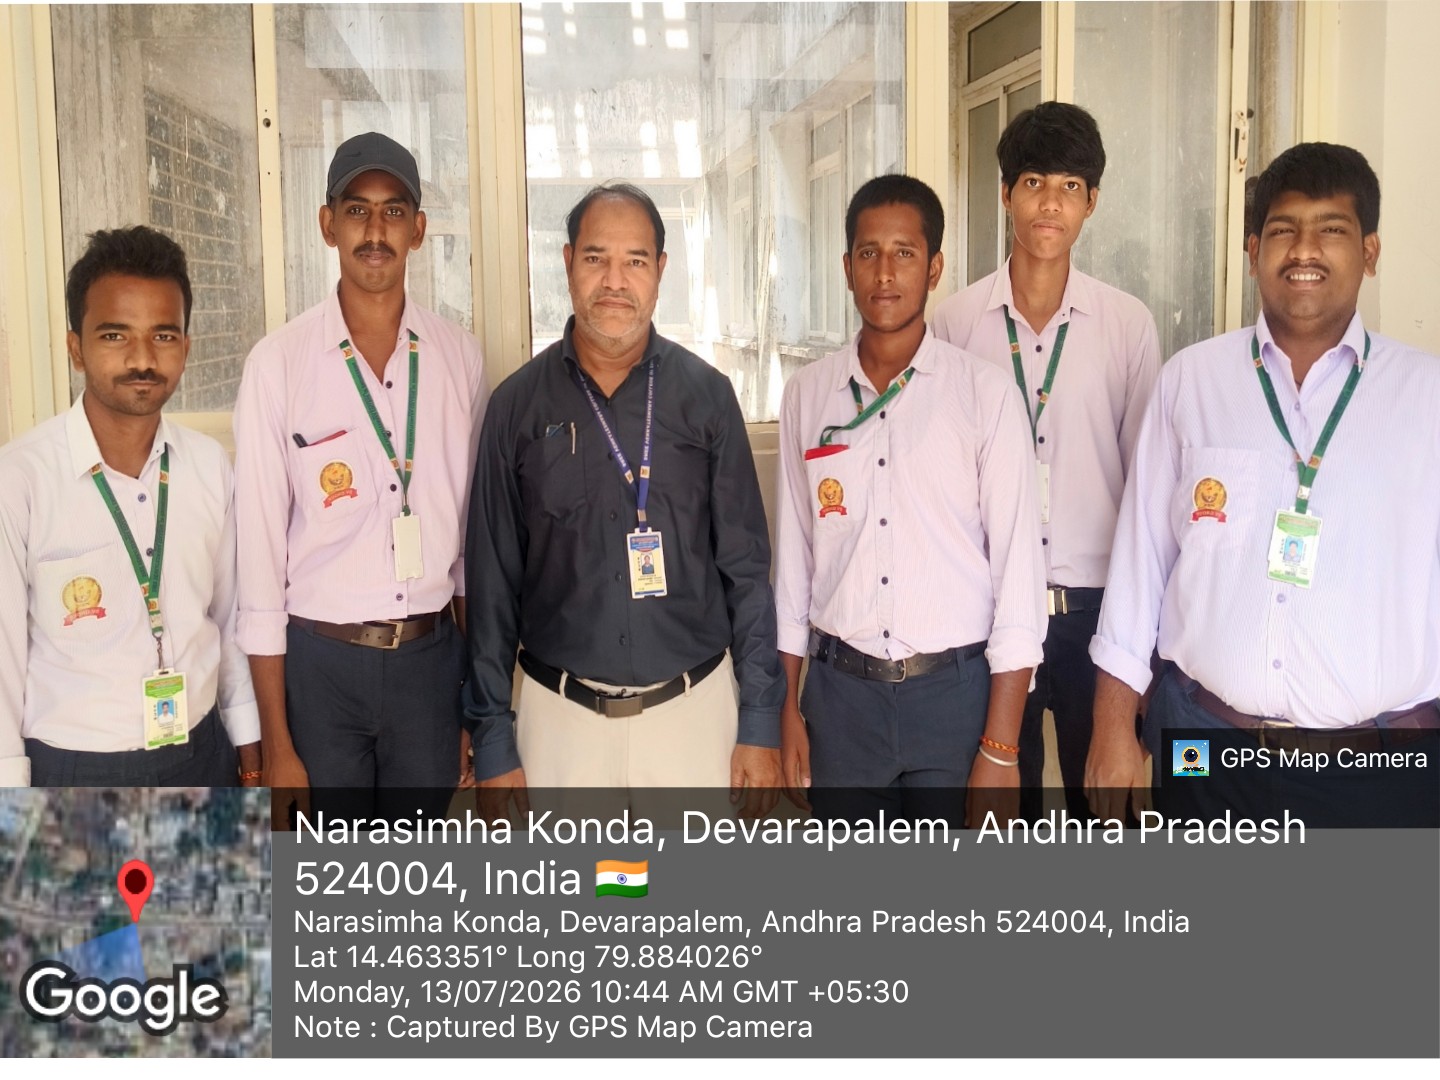 GPS Map Camera
Narasimha Konda, Devarapalem, Andhra Pradesh
524004, India
Narasimha Konda, Devarapalem, Andhra Pradesh 524004, India
Lat 14.463351° Long 79.884026°
Monday, 13/07/2026 10:44 AM GMT +05:30
Note : Captured By GPS Map Camera
Google